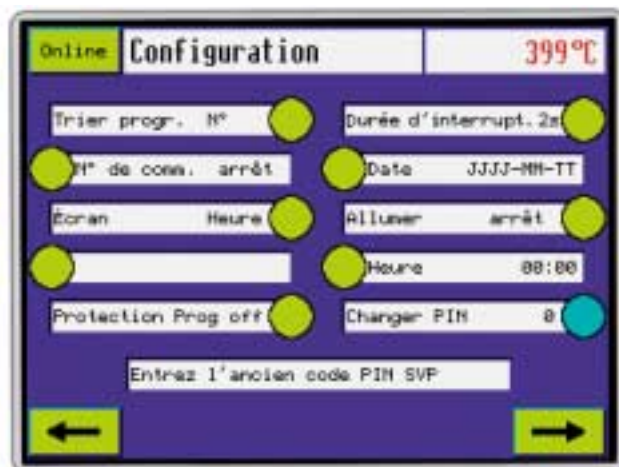 Online Configuration 399°C
Trier progr. N° Durée d'interrupt. 2s
N° de comm. arrêt Date JJJJ-MM-TT
Écran Heure Allumer arrêt
Heure 00:00
Protection Prog off Changer PIN 0
Entrez l'ancien code PIN SVP